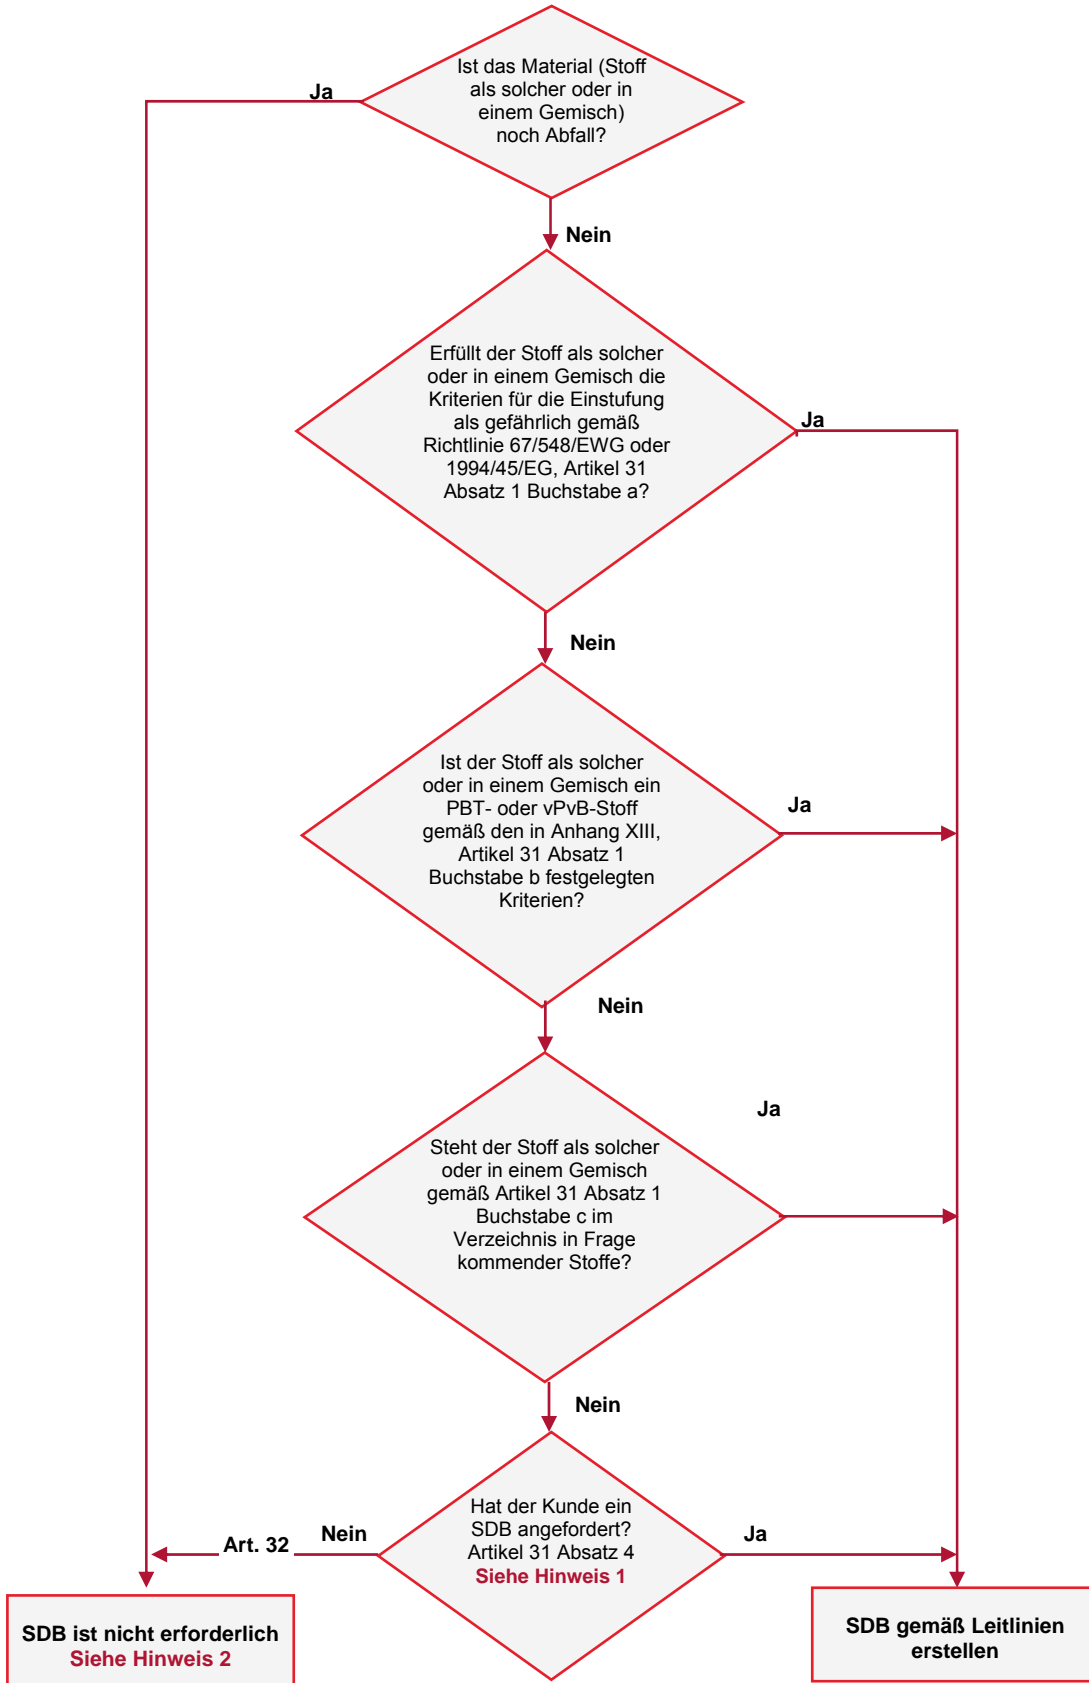 Ist das Material (Stoff
als solcher oder in
einem Gemisch)
noch Abfall?
Ja
Nein
Erfüllt der Stoff als solcher
oder in einem Gemisch die
Kriterien für die Einstufung
als gefährlich gemäß
Richtlinie 67/548/EWG oder
1994/45/EG, Artikel 31
Absatz 1 Buchstabe a?
Ja
Nein
Ist der Stoff als solcher
oder in einem Gemisch ein
PBT- oder vPvB-Stoff
gemäß den in Anhang XIII,
Artikel 31 Absatz 1
Buchstabe b festgelegten
Kriterien?
Ja
Nein
Ja
Steht der Stoff als solcher
oder in einem Gemisch
gemäß Artikel 31 Absatz 1
Buchstabe c im
Verzeichnis in Frage
kommender Stoffe?
Nein
Hat der Kunde ein
SDB angefordert?
Artikel 31 Absatz 4
Siehe Hinweis 1
Art. 32
Nein
Ja
SDB ist nicht erforderlich
Siehe Hinweis 2
SDB gemäß Leitlinien
erstellen